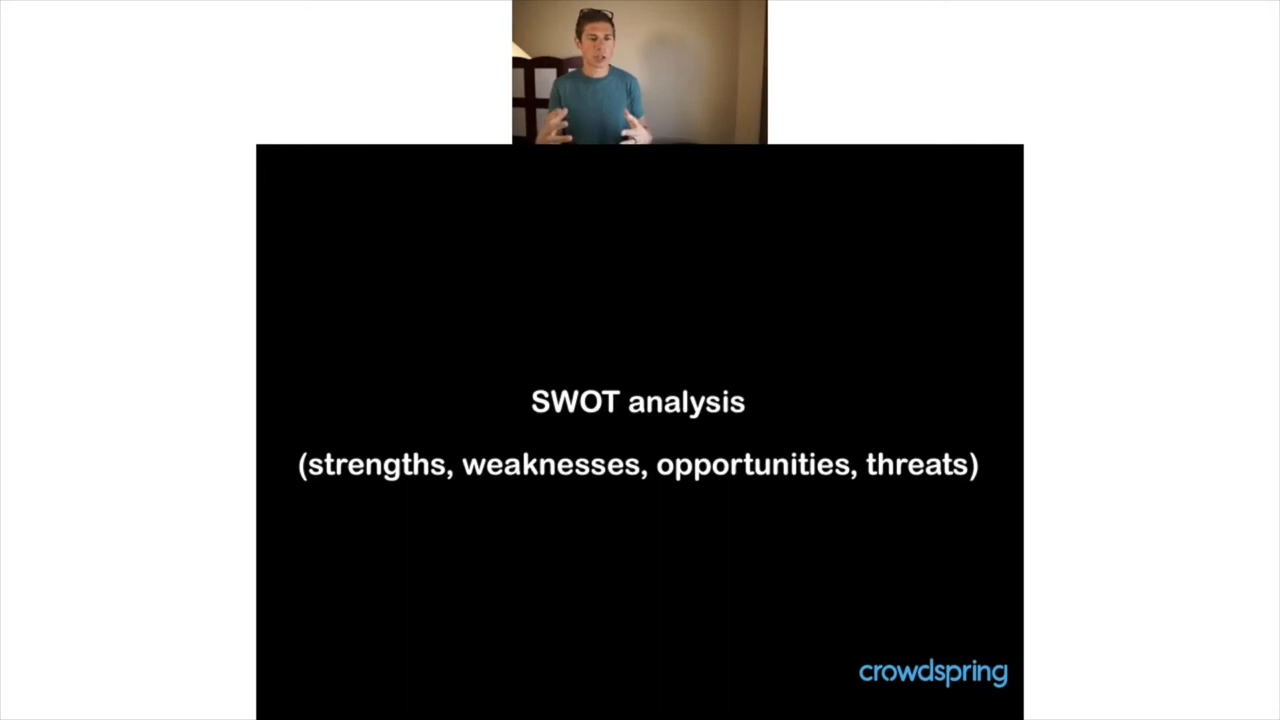 SWOT analysis
(strengths, weaknesses, opportunities, threats)
crowdspring